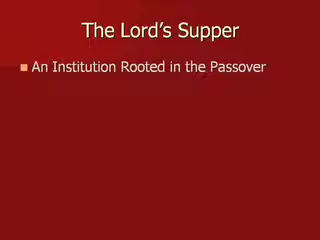 The Lord’s Supper
An Institution Rooted in the Passover